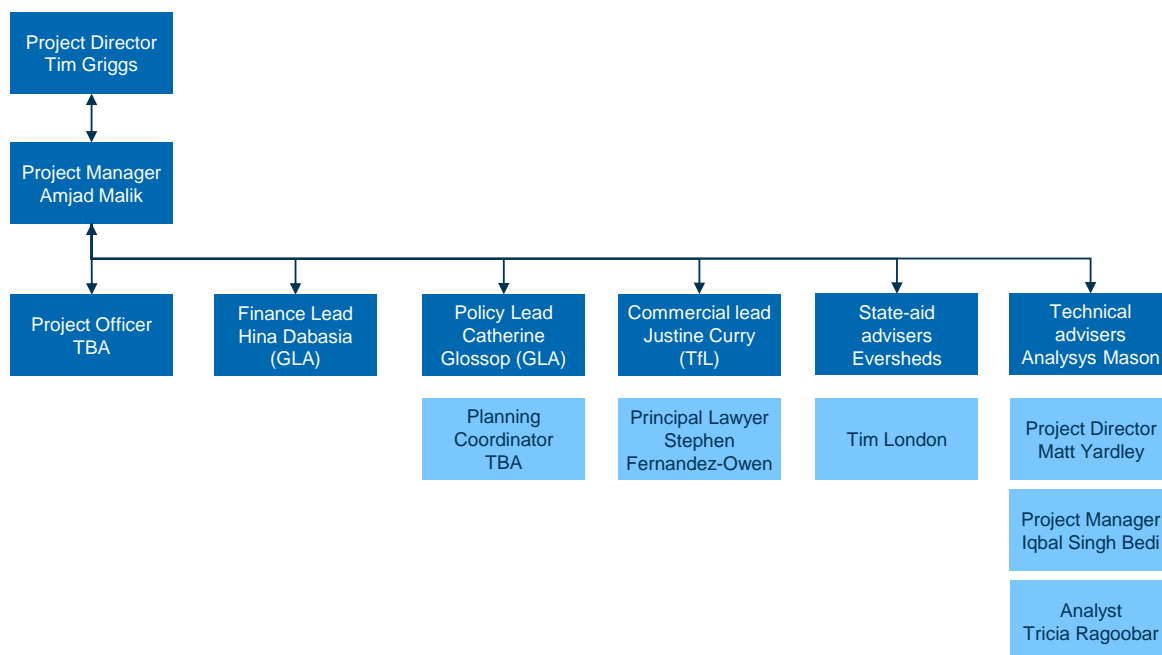 Project Director
Tim Griggs
Project Manager
Amjad Malik
Project Officer
TBA
Finance Lead
Hina Dabasia
(GLA)
Policy Lead
Catherine
Glossop (GLA)
Commercial lead
Justine Curry
(TfL)
State-aid
advisers
Eversheds
Technical
advisers
Analysys Mason
Planning
Coordinator
TBA
Principal Lawyer
Stephen
Fernandez-Owen
Tim London
Project Director
Matt Yardley
Project Manager
Iqbal Singh Bedi
Analyst
Tricia Ragoobar